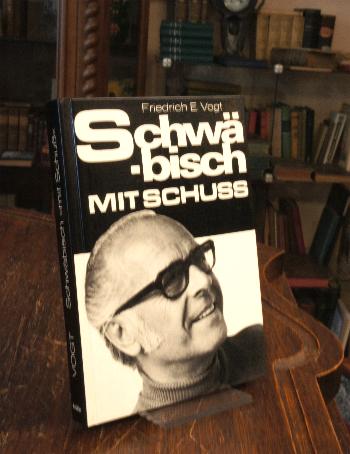 Friedrich E. Vogt
Schwä
-bisch
MIT SCHUSS
VOGT Schwäbisch »mit Schuß«